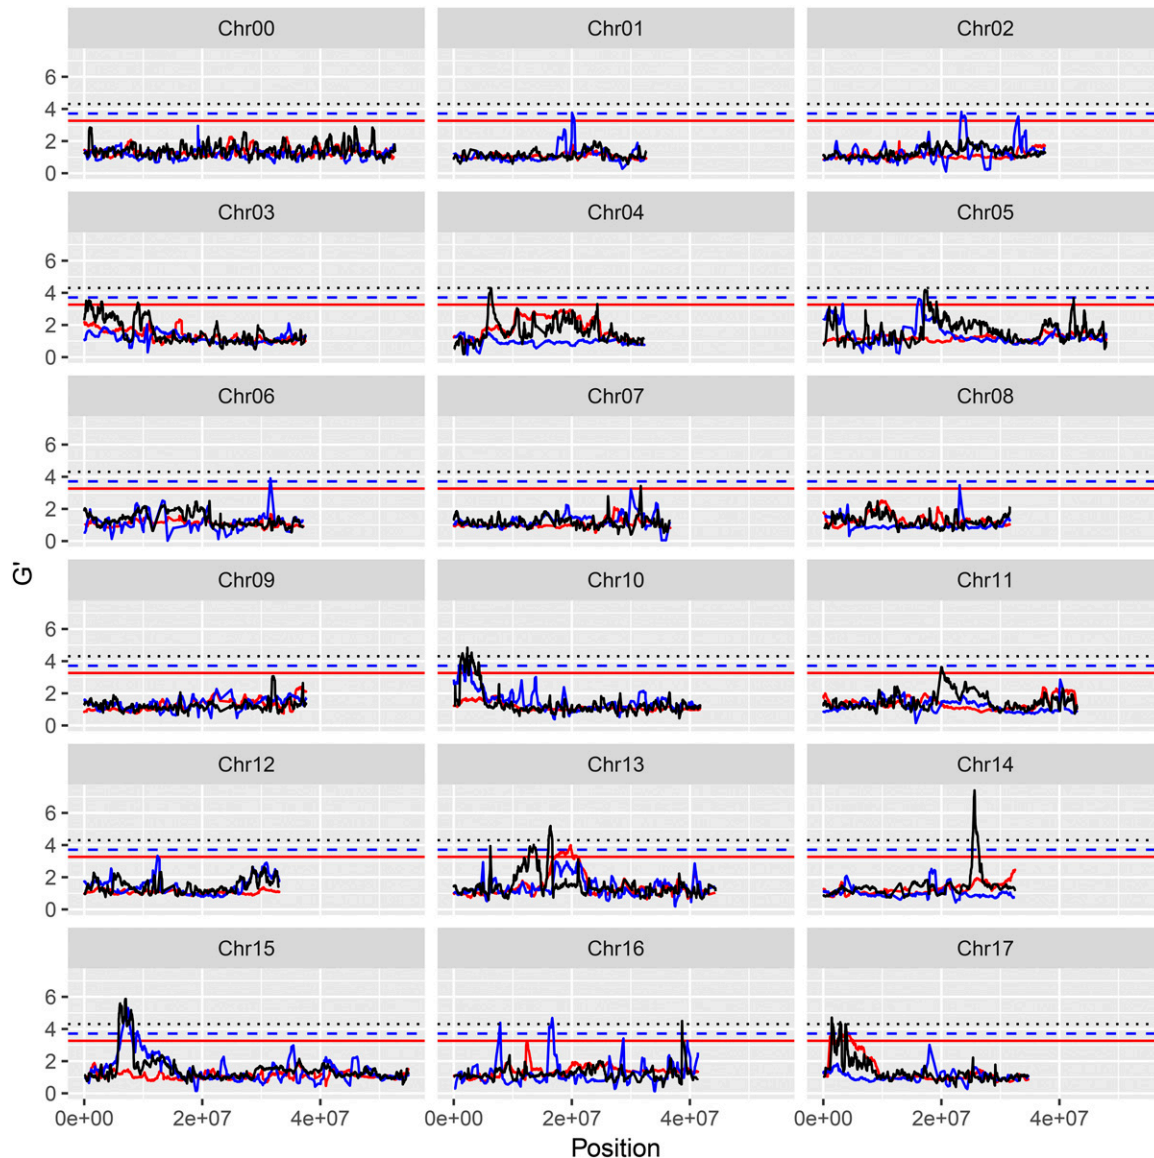 Chr00 Chr01 Chr02
6
4
2
0
Chr03 Chr04 Chr05
6
4
2
0
Chr06 Chr07 Chr08
6
4
2
0
G'
Chr09 Chr10 Chr11
6
4
2
0
Chr12 Chr13 Chr14
6
4
2
0
Chr15 Chr16 Chr17
6
4
2
0
0e+00 2e+07 4e+07 0e+00 2e+07 4e+07 0e+00 2e+07 4e+07
Position